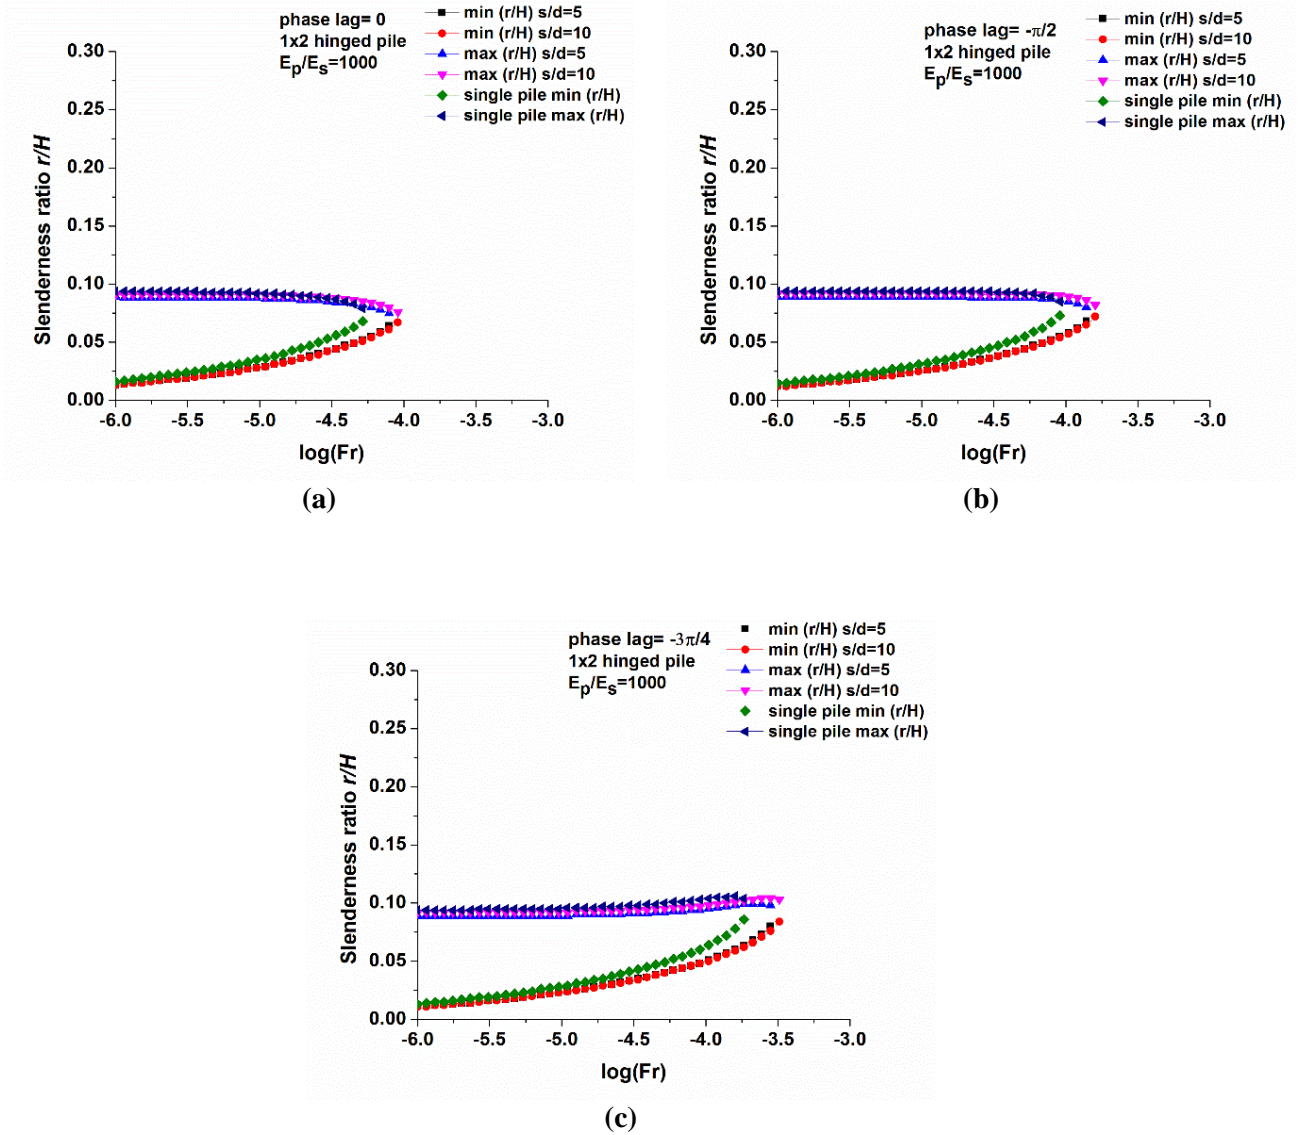 phase lag= 0
1x2 hinged pile
Ep/Es=1000
min (r/H) s/d=5
min (r/H) s/d=10
max (r/H) s/d=5
max (r/H) s/d=10
single pile min (r/H)
single pile max (r/H)
0.30
0.25
0.20
0.15
0.10
0.05
0.00
Slenderness ratio r/H
-6.0 -5.5 -5.0 -4.5 -4.0 -3.5 -3.0
log(Fr)
(a)
phase lag= -π/2
1x2 hinged pile
Ep/Es=1000
min (r/H) s/d=5
min (r/H) s/d=10
max (r/H) s/d=5
max (r/H) s/d=10
single pile min (r/H)
single pile max (r/H)
0.30
0.25
0.20
0.15
0.10
0.05
0.00
Slenderness ratio r/H
-6.0 -5.5 -5.0 -4.5 -4.0 -3.5 -3.0
log(Fr)
(b)
phase lag= -3π/4
1x2 hinged pile
Ep/Es=1000
min (r/H) s/d=5
min (r/H) s/d=10
max (r/H) s/d=5
max (r/H) s/d=10
single pile min (r/H)
single pile max (r/H)
0.30
0.25
0.20
0.15
0.10
0.05
0.00
Slenderness ratio r/H
-6.0 -5.5 -5.0 -4.5 -4.0 -3.5 -3.0
log(Fr)
(c)